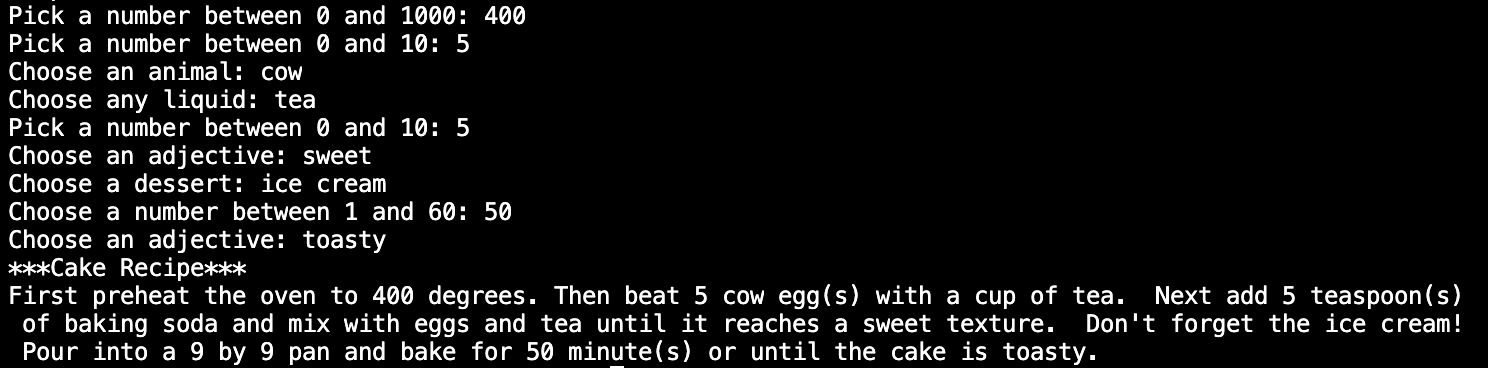 Pick a number between 0 and 1000: 400
Pick a number between 0 and 10: 5
Choose an animal: cow
Choose any liquid: tea
Pick a number between 0 and 10: 5
Choose an adjective: sweet
Choose a dessert: ice cream
Choose a number between 1 and 60: 50
Choose an adjective: toasty
***Cake Recipe***
First preheat the oven to 400 degrees. Then beat 5 cow egg(s) with a cup of tea.  Next add 5 teaspoon(s)
 of baking soda and mix with eggs and tea until it reaches a sweet texture.  Don't forget the ice cream!
 Pour into a 9 by 9 pan and bake for 50 minute(s) or until the cake is toasty.